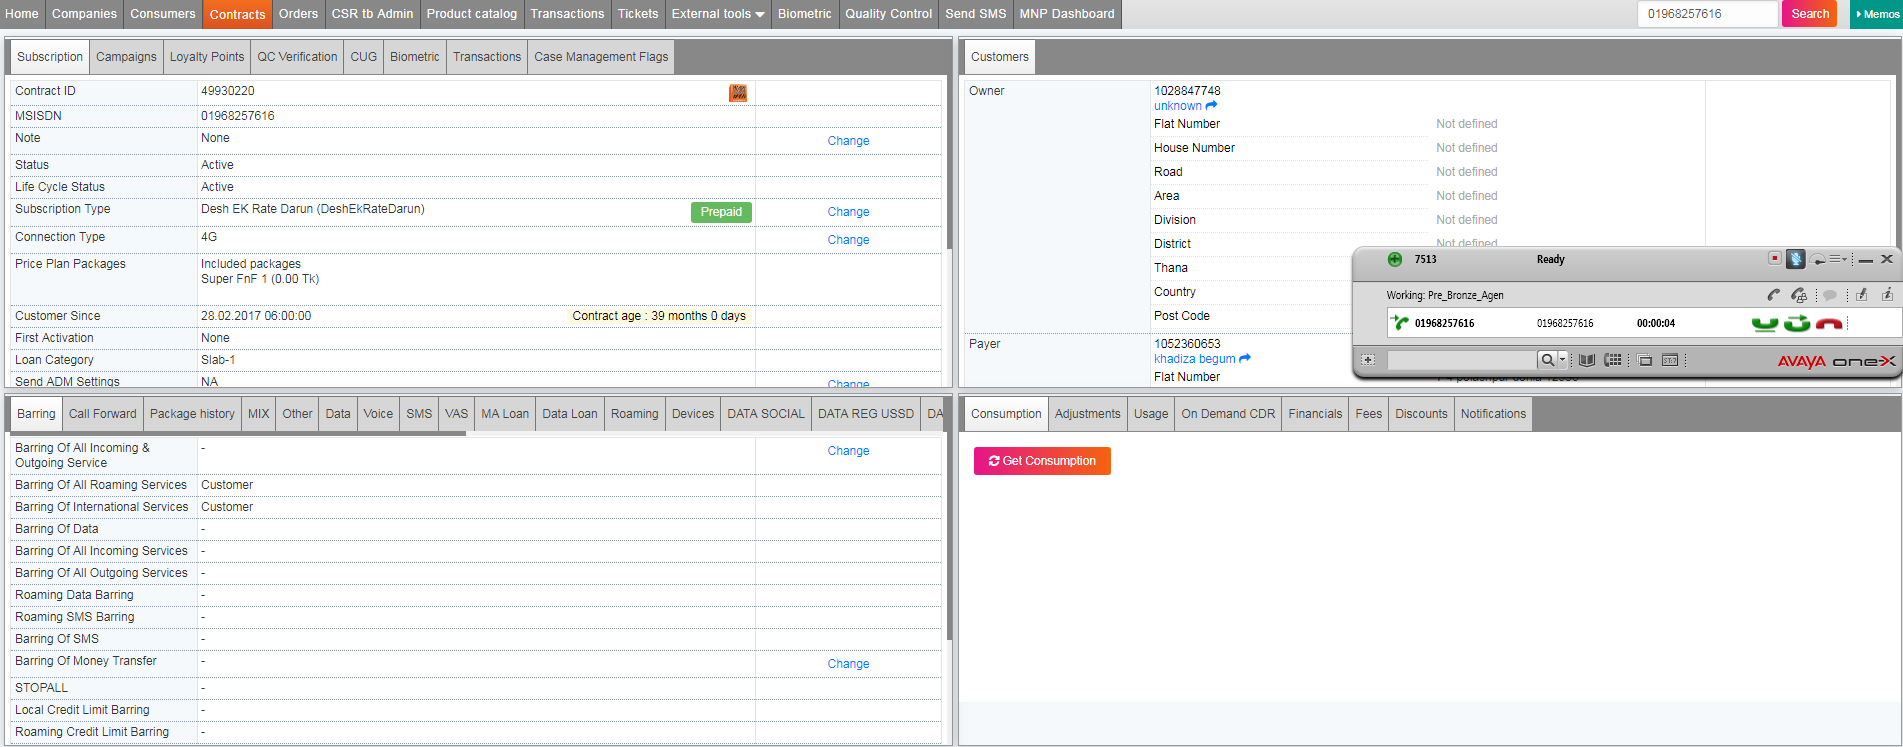 Home Companies Consumers Contracts Orders CSR tb Admin Product catalog Transactions Tickets External tools Biometric Quality Control Send SMS MNP Dashboard 01968257616 Search Memos
Subscription Campaigns Loyalty Points QC Verification CUG Biometric Transactions Case Management Flags
Contract ID 49930220
MSISDN 01968257616
Note None Change
Status Active
Life Cycle Status Active
Subscription Type Desh EK Rate Darun (DeshEkRateDarun) Prepaid Change
Connection Type 4G Change
Price Plan Packages Included packages
Super FnF 1 (0.00 Tk)
Customer Since 28.02.2017 06:00:00 Contract age : 39 months 0 days
First Activation None
Loan Category Slab-1
Send ADM Settings NA Change
Customers
Owner 1028847748
unknown
Flat Number Not defined
House Number Not defined
Road Not defined
Area Not defined
Division Not defined
District Not defined
Thana
Country
Post Code
Payer 1052360653
khadiza begum
Flat Number
7513 Ready
Working: Pre_Bronze_Agen
01968257616 01968257616 00:00:04
AVAYA one-X
Barring Call Forward Package history MIX Other Data Voice SMS VAS MA Loan Data Loan Roaming Devices DATA SOCIAL DATA REG USSD DA
Barring Of All Incoming & - Change
Outgoing Service
Barring Of All Roaming Services Customer
Barring Of International Services Customer
Barring Of Data -
Barring Of All Incoming Services -
Barring Of All Outgoing Services -
Roaming Data Barring -
Roaming SMS Barring -
Barring Of SMS -
Barring Of Money Transfer - Change
STOPALL -
Local Credit Limit Barring -
Roaming Credit Limit Barring -
Consumption Adjustments Usage On Demand CDR Financials Fees Discounts Notifications
Get Consumption